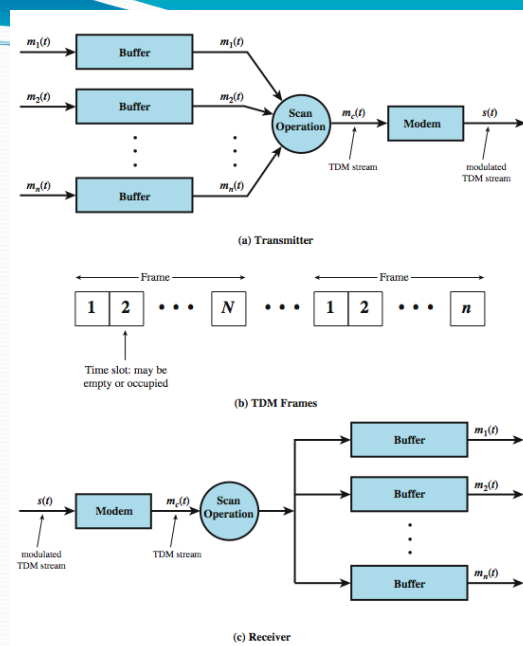 m₁(t) Buffer m₁(t)
m₂(t) Buffer m₂(t)
Scan
Operation
m_c(t) Modem s(t)
mₙ(t) Buffer mₙ(t)
TDM stream
modulated
TDM stream
(a) Transmitter
Frame Frame
1 2 • • • N • • • 1 2 • • • n
Time slot: may be
empty or occupied
(b) TDM Frames
Buffer m₁(t)
s(t) Modem m_c(t) Scan
Operation
Buffer m₂(t)
modulated
TDM stream
TDM stream
Buffer mₙ(t)
(c) Receiver